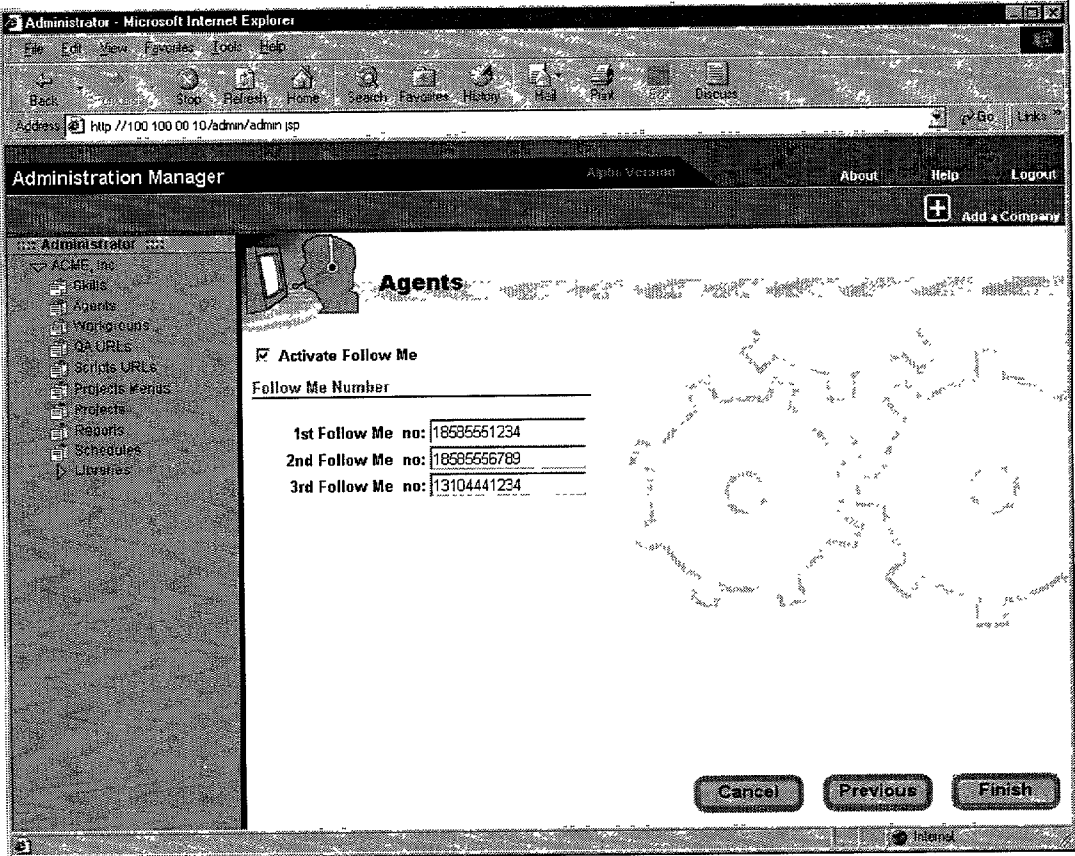 Administrator - Microsoft Internet Explorer
File Edit View Favorites Tools Help
Back Stop Refresh Home Search Favorites History Mail Print Discuss
Address http //100 100 00 10/admin/admin jsp Go Links »
Administration Manager Alpha Version About Help Logout
Add a Company
:::: Administrator ::::
ACME, Inc
Skills
Agents
Workgroups
QA URLs
Scripts URLs
Projects Menus
Projects
Reports
Schedules
Libraries
Agents
Activate Follow Me
Follow Me Number
1st Follow Me no: 18585551234
2nd Follow Me no: 18585556789
3rd Follow Me no: 13104441234
Cancel Previous Finish
Internet